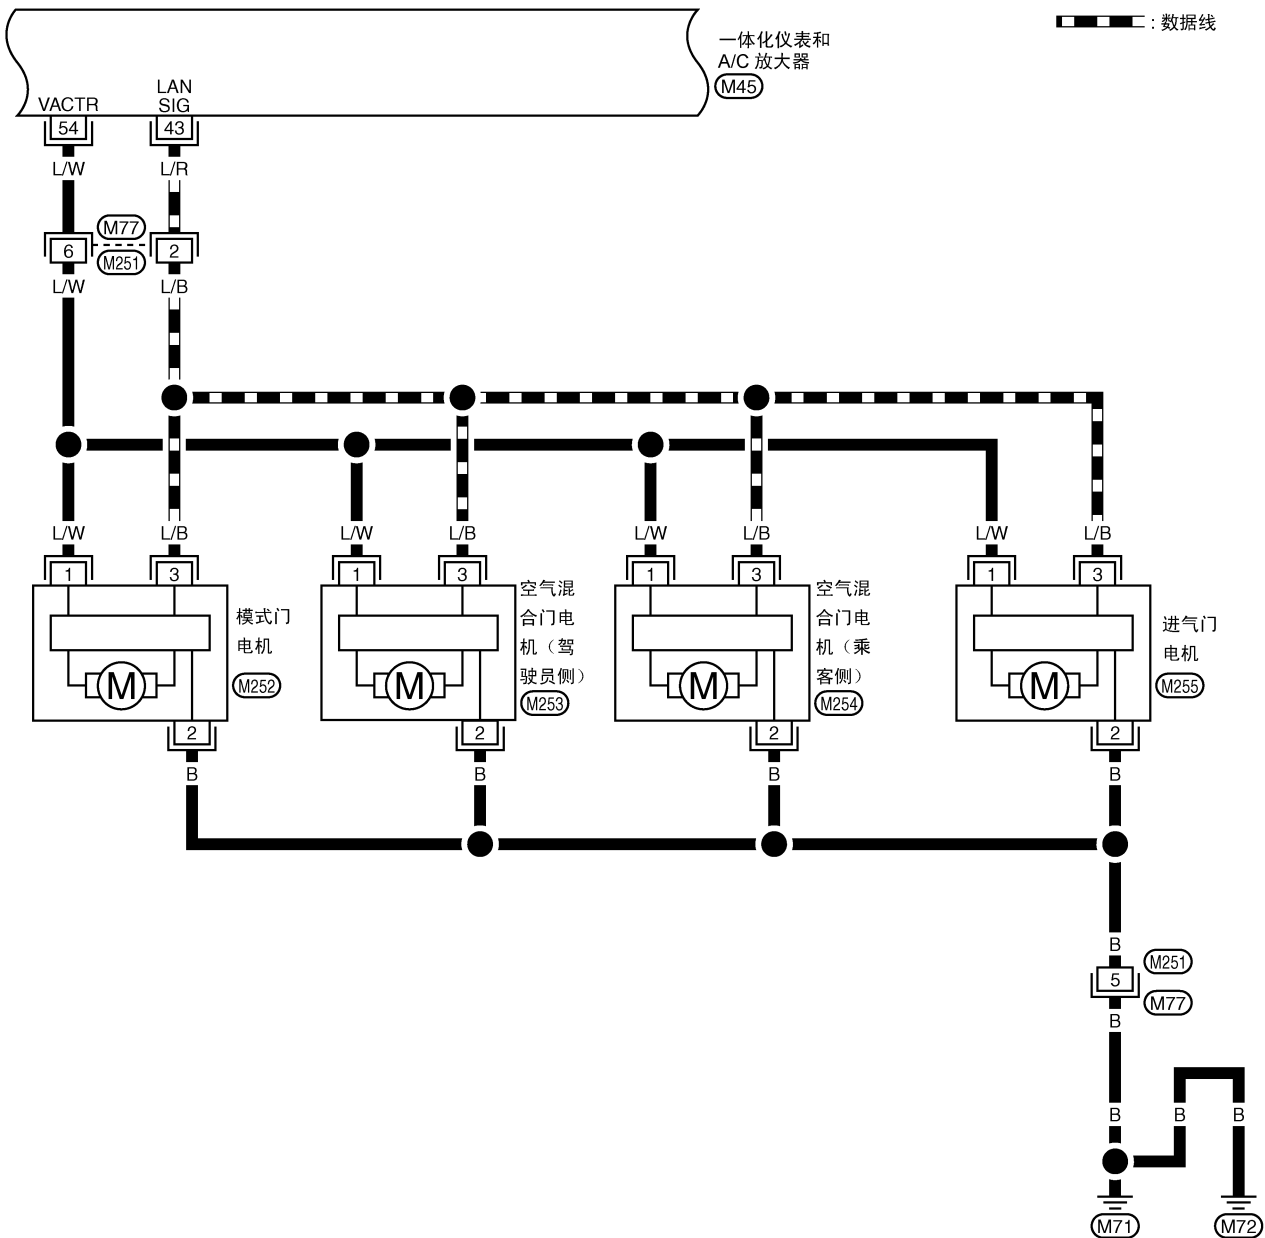 : 数据线
一体化仪表和
A/C 放大器
M45
VACTR
LAN
SIG
54
43
L/W
L/R
M77
6
2
M251
L/W
L/B
L/W
L/B
L/W
L/B
L/W
L/B
L/W
L/B
1
3
1
3
1
3
1
3
模式门
电机
M252
空气混
合门电
机（驾
驶员侧）
M253
空气混
合门电
机（乘
客侧）
M254
进气门
电机
M255
M
M
M
M
2
2
2
2
B
B
B
B
B
M251
5
M77
B
B
B
B
M71
M72